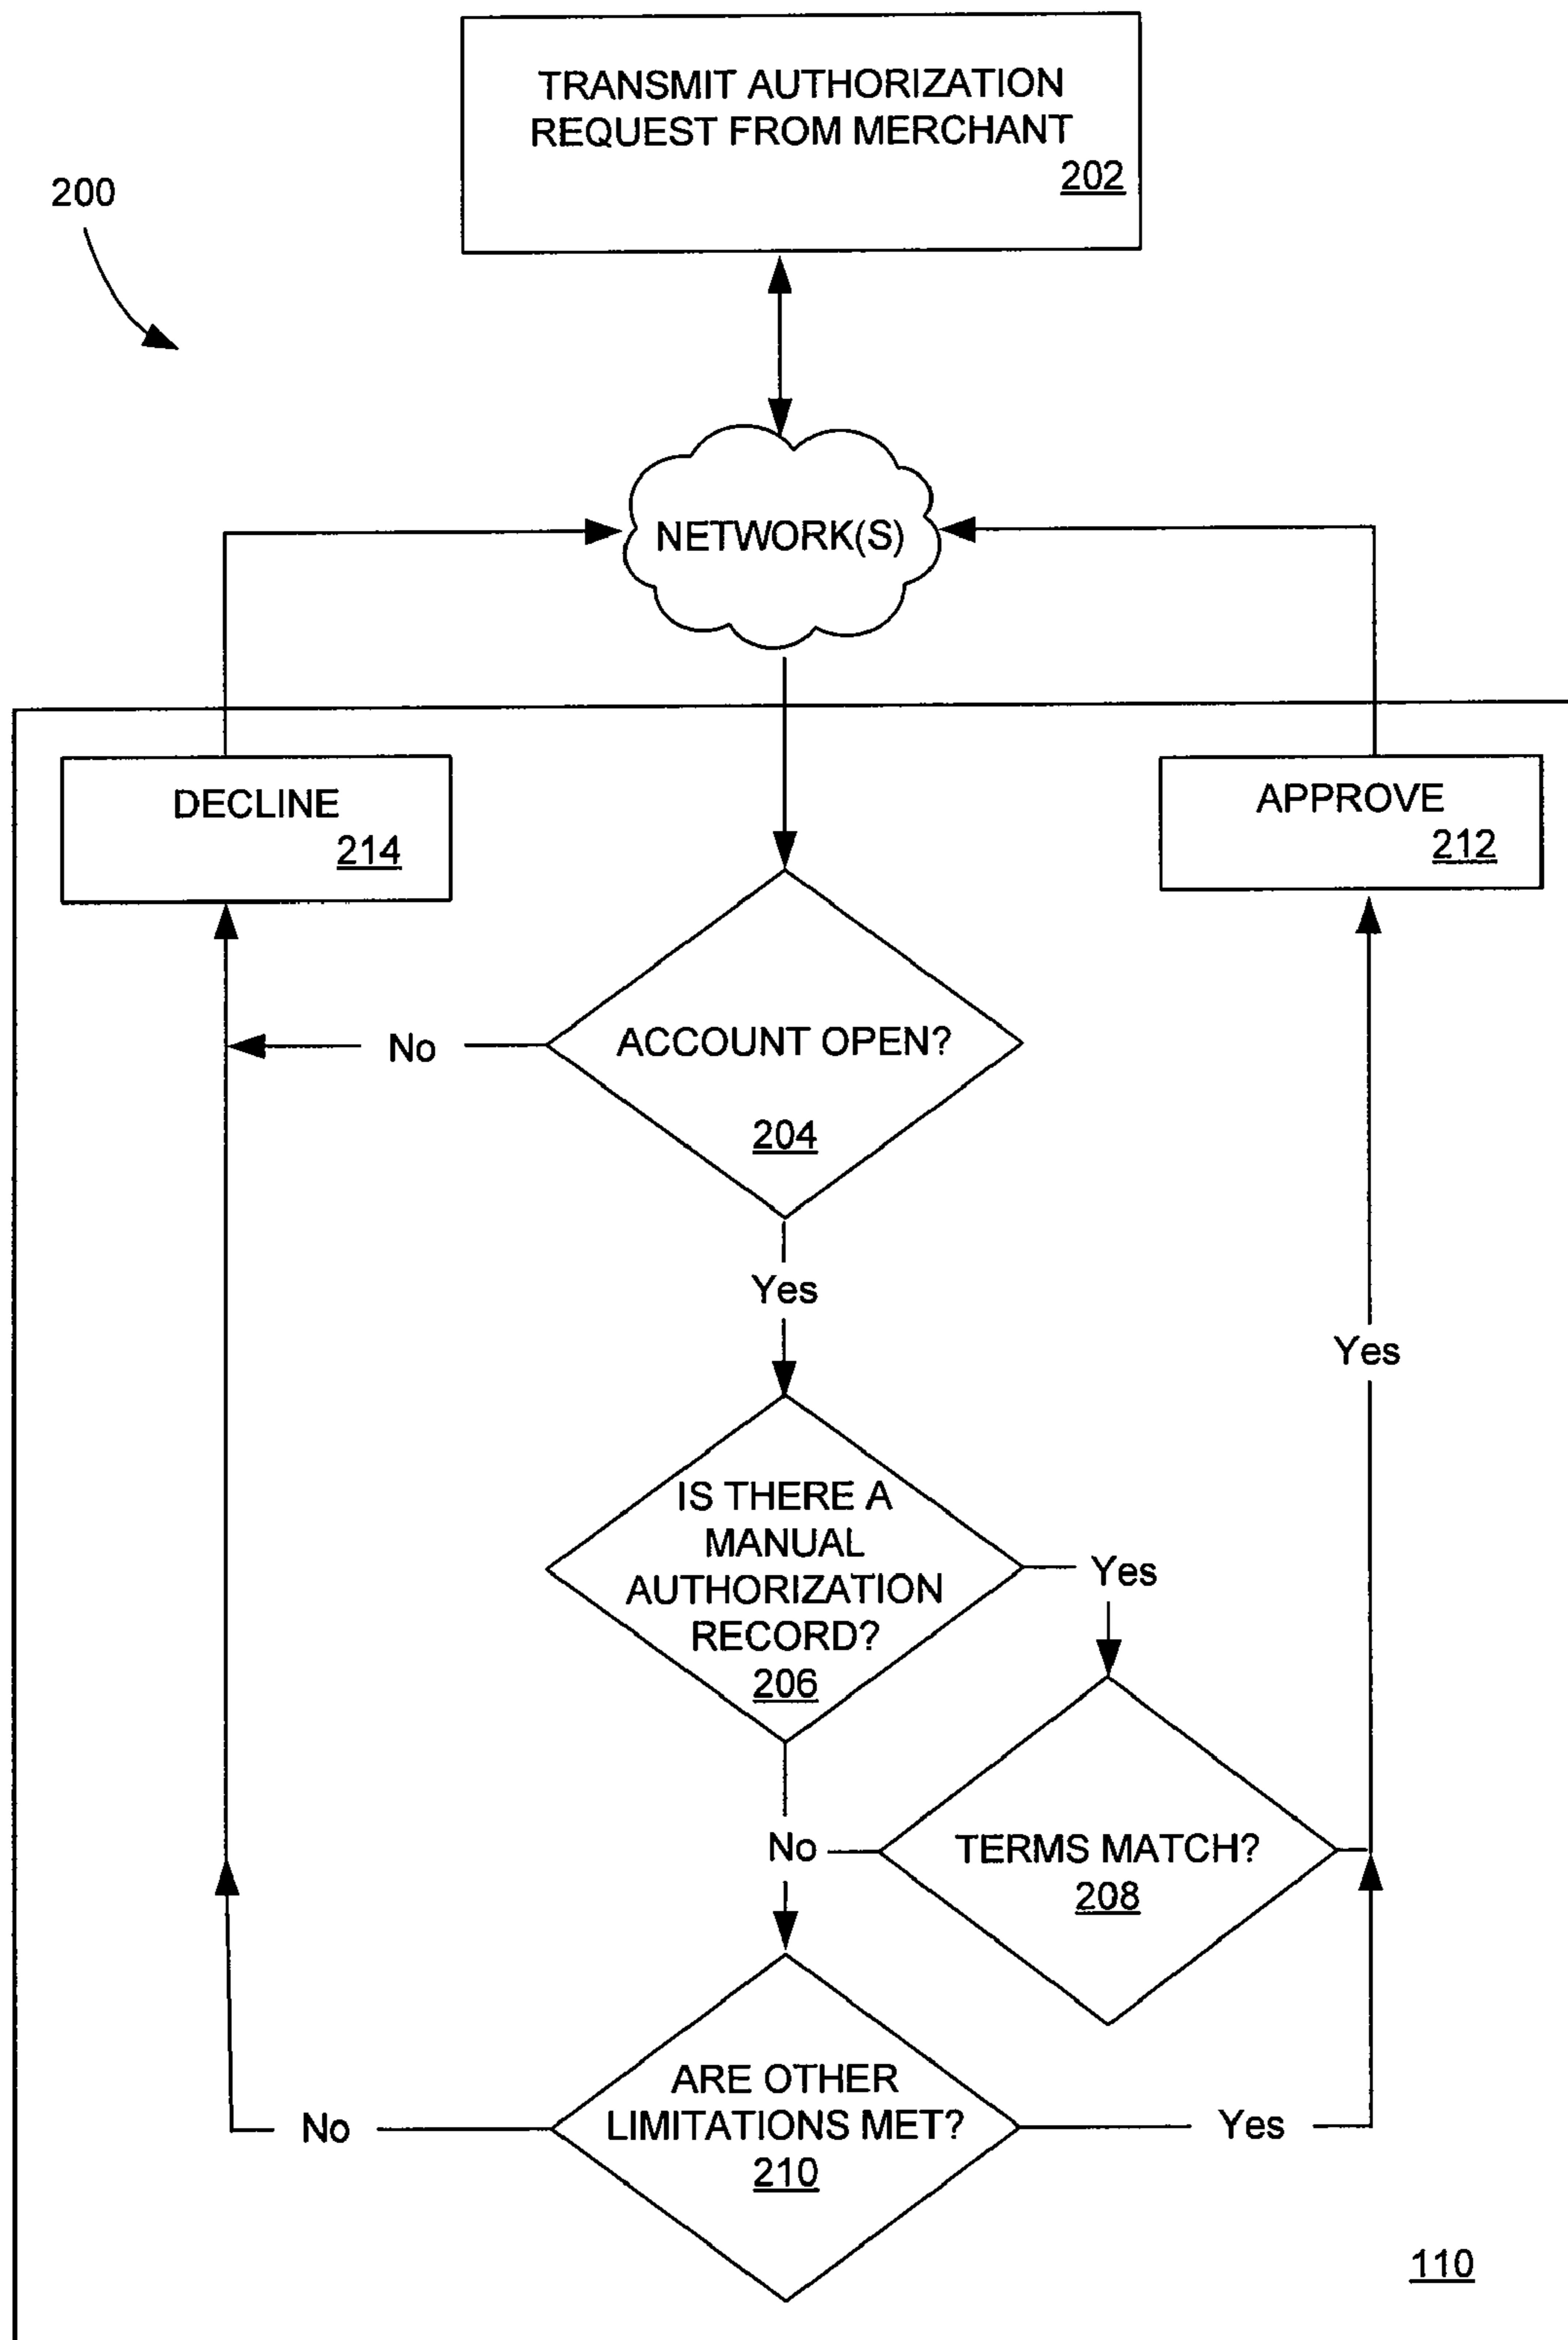 TRANSMIT AUTHORIZATION
REQUEST FROM MERCHANT
202
200
NETWORK(S)
DECLINE
214
APPROVE
212
ACCOUNT OPEN?
204
No
Yes
Yes
IS THERE A
MANUAL
AUTHORIZATION
RECORD?
206
Yes
No
TERMS MATCH?
208
ARE OTHER
LIMITATIONS MET?
210
No
Yes
110